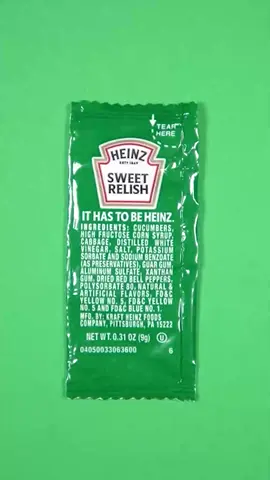 TEAR
HERE
HEINZ
ESTD 1869
SWEET
RELISH
IT HAS TO BE HEINZ.
INGREDIENTS: CUCUMBERS,
HIGH FRUCTOSE CORN SYRUP,
CABBAGE, DISTILLED WHITE
VINEGAR, SALT, POTASSIUM
SORBATE AND SODIUM BENZOATE
(AS PRESERVATIVES), GUAR GUM,
ALUMINUM SULFATE, XANTHAN
GUM, DRIED RED BELL PEPPERS,
POLYSORBATE 80, NATURAL &
ARTIFICIAL FLAVORS, FD&C
YELLOW NO. 5, FD&C YELLOW
NO. 5 AND FD&C BLUE NO. 1.
MFG. BY: KRAFT HEINZ FOODS
COMPANY, PITTSBURGH, PA 15222
NET WT. 0.31 OZ (9g) U
04050033063600 6